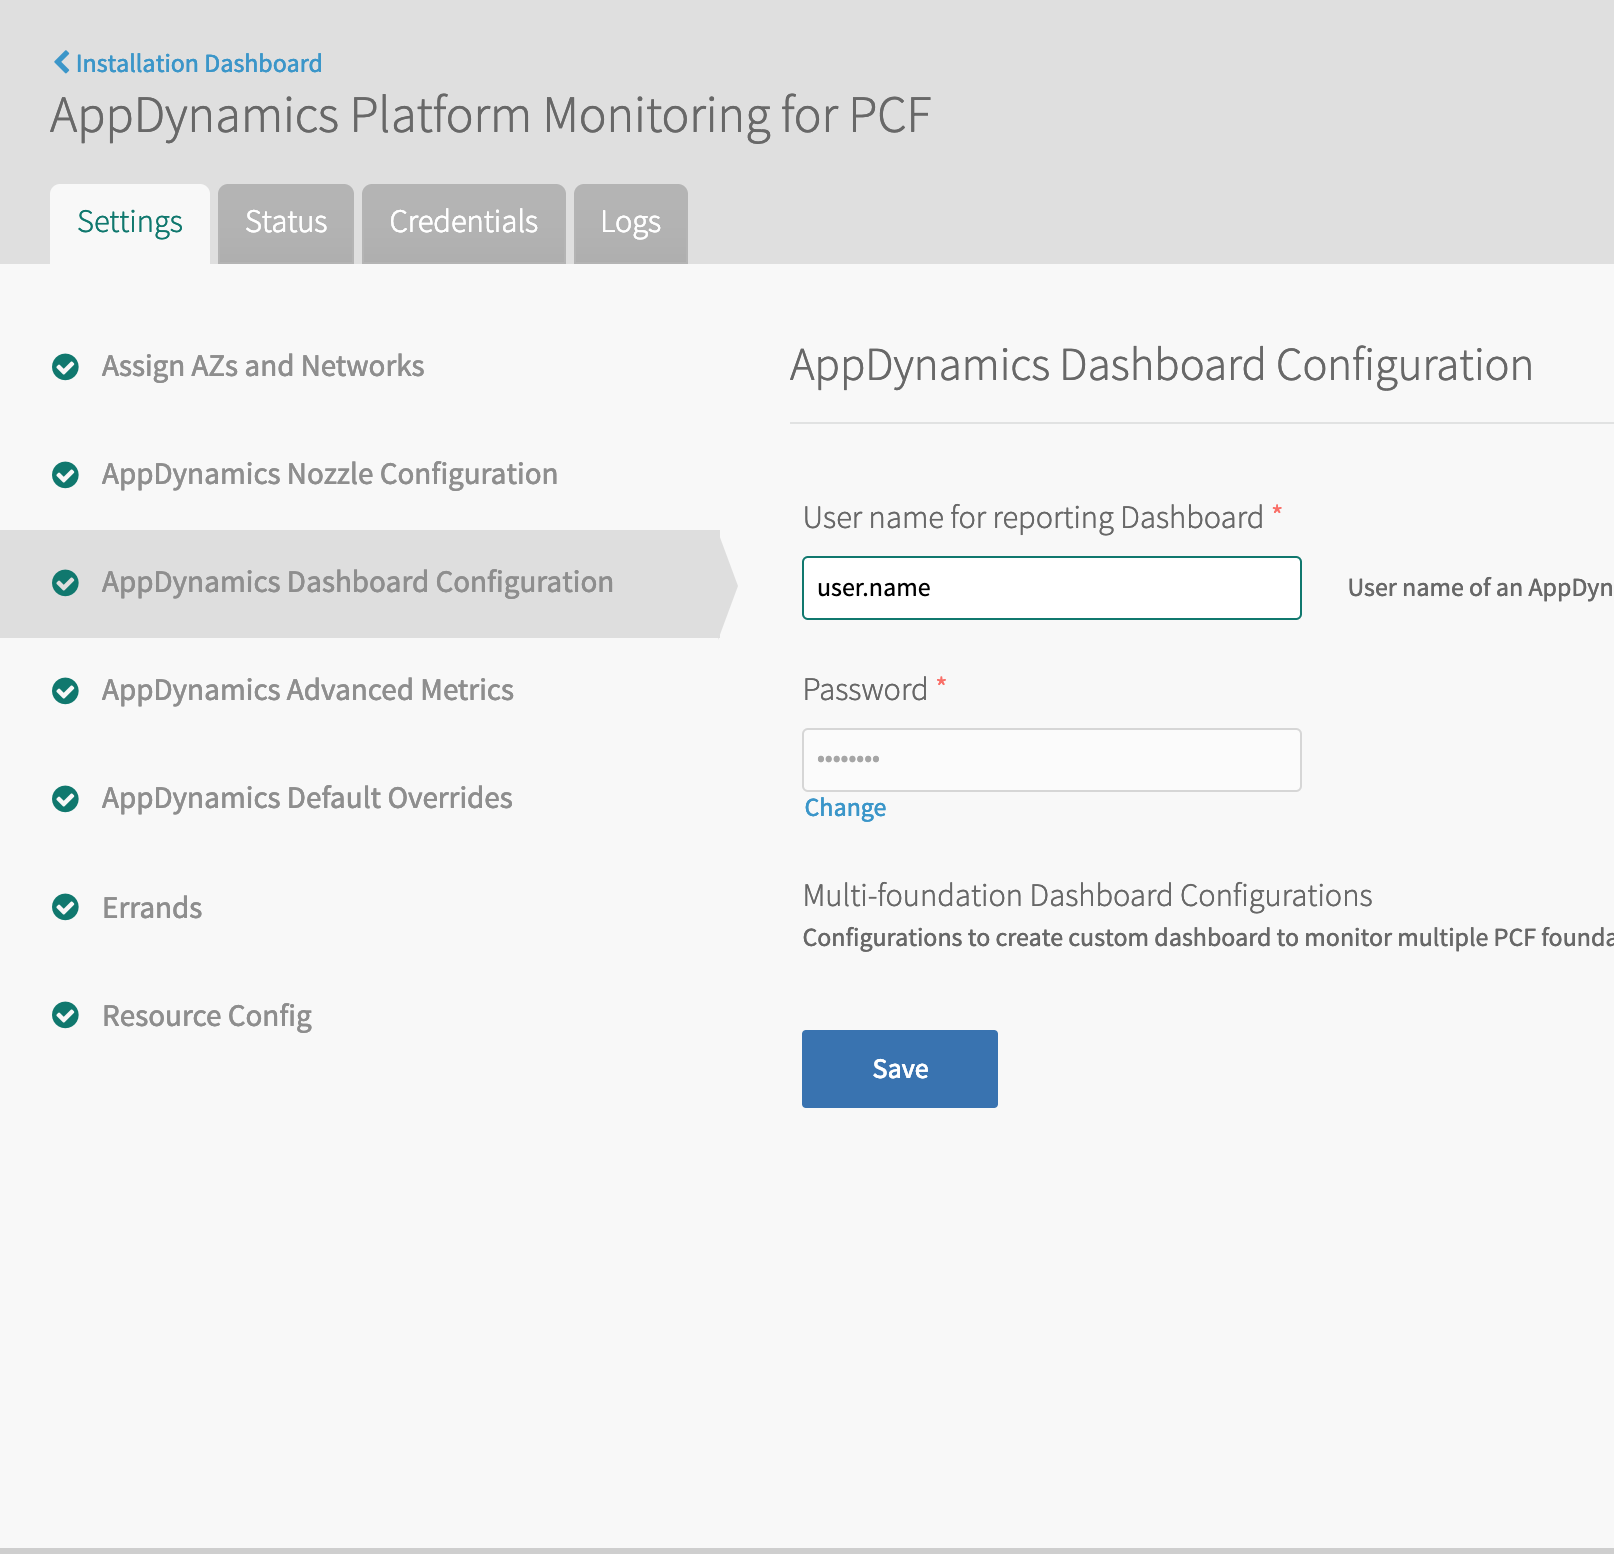 Installation Dashboard
AppDynamics Platform Monitoring for PCF
Settings
Status
Credentials
Logs
Assign AZs and Networks
AppDynamics Nozzle Configuration
AppDynamics Dashboard Configuration
AppDynamics Advanced Metrics
AppDynamics Default Overrides
Errands
Resource Config
AppDynamics Dashboard Configuration
User name for reporting Dashboard *
user.name
User name of an AppDyn
Password *
••••••••
Change
Multi-foundation Dashboard Configurations
Configurations to create custom dashboard to monitor multiple PCF founda
Save